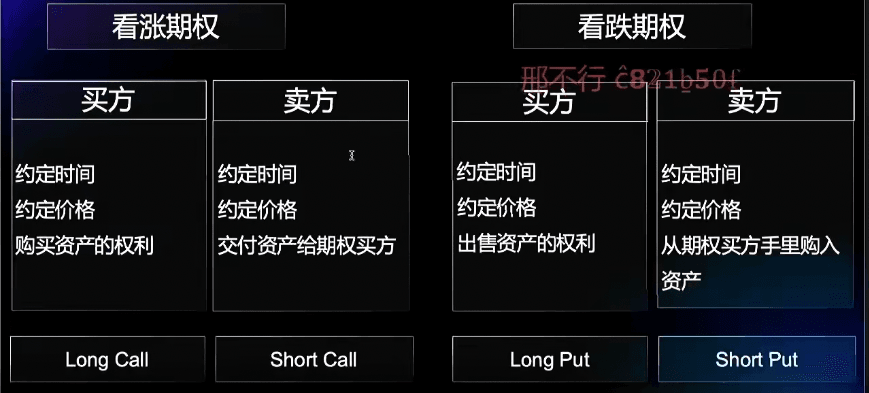 看涨期权
买方
约定时间
约定价格
购买资产的权利
Long Call
卖方
约定时间
约定价格
交付资产给期权买方
Short Call
看跌期权
邢不行
买方
约定时间
约定价格
出售资产的权利
Long Put
卖方
约定时间
约定价格
从期权买方手里购入
资产
Short Put